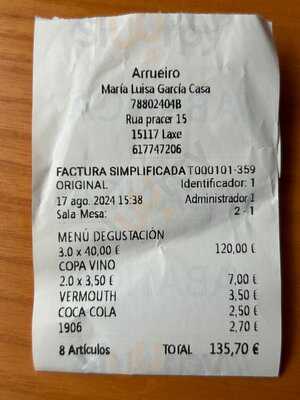 Arrueiro
María Luisa García Casa
78802404B
Rua pracer 15
15117 Laxe
617747206
FACTURA SIMPLIFICADA T000101-359
ORIGINAL Identificador: 1
17 ago. 2024 15:38 Administrador 1
Sala Mesa: 2 - 1
MENÚ DEGUSTACIÓN
3.0 x 40,00 € 120,00 €
COPA VINO
2.0 x 3,50 € 7,00 €
VERMOUTH 3,50 €
COCA COLA 2,50 €
1906 2,70 €
8 Artículos TOTAL 135,70 €